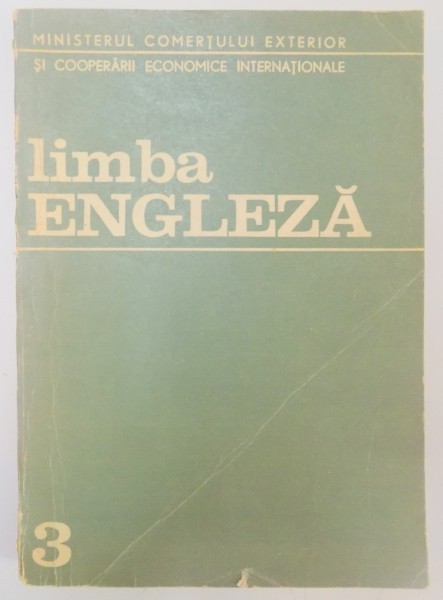 MINISTERUL COMERȚULUI EXTERIOR
ȘI COOPERĂRII ECONOMICE INTERNAȚIONALE
limba
ENGLEZĂ
3